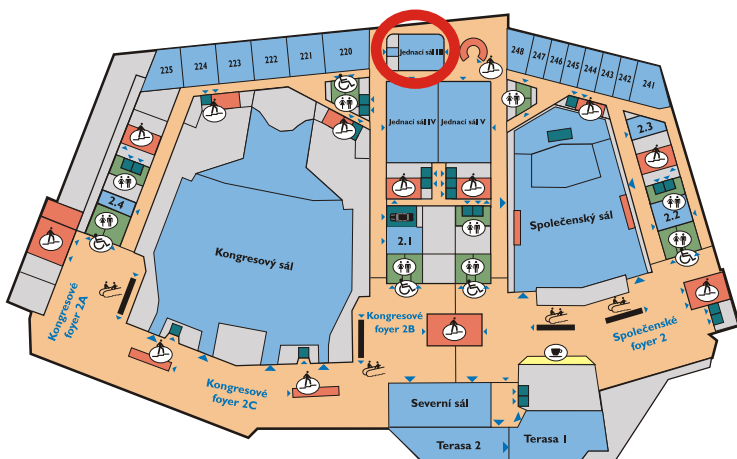 225
224
223
222
221
220
Jednací sál III
248
247
246
245
244
243
242
241
Jednací sál IV
Jednací sál V
2.3
2.4
2.2
2.1
Kongresový sál
Společenský sál
Kongresové
foyer 2A
Kongresové
foyer 2B
Společenské
foyer 2
Kongresové
foyer 2C
Severní sál
Terasa 2
Terasa 1